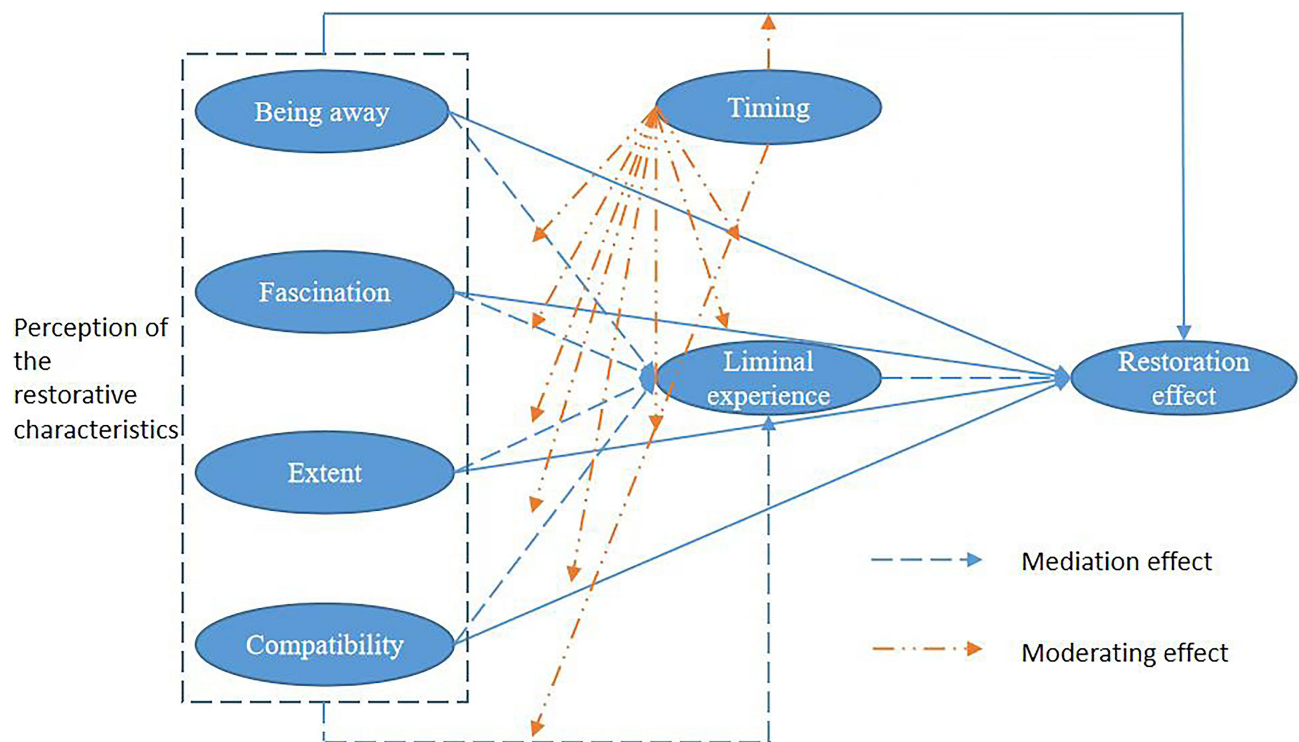 Being away
Timing
Fascination
Perception of
the
restorative
characteristics
Liminal
experience
Restoration
effect
Extent
Mediation effect
Compatibility
Moderating effect